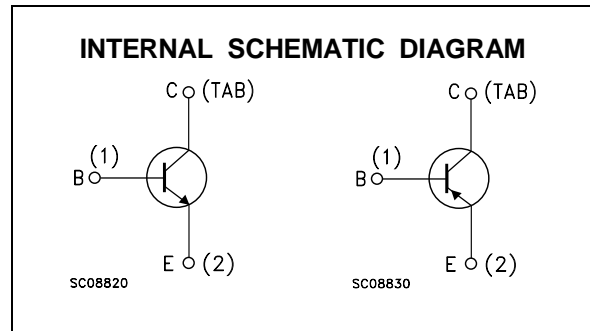 INTERNAL SCHEMATIC DIAGRAM
C (TAB)
C (TAB)
(1)
B
(1)
B
E (2)
E (2)
SC08820
SC08830